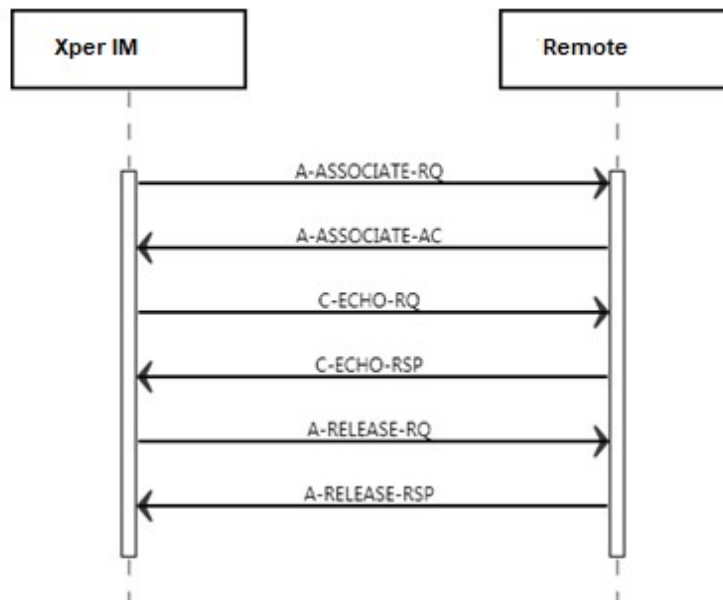 Xper IM
Remote
A-ASSOCIATE-RQ
A-ASSOCIATE-AC
C-ECHO-RQ
C-ECHO-RSP
A-RELEASE-RQ
A-RELEASE-RSP